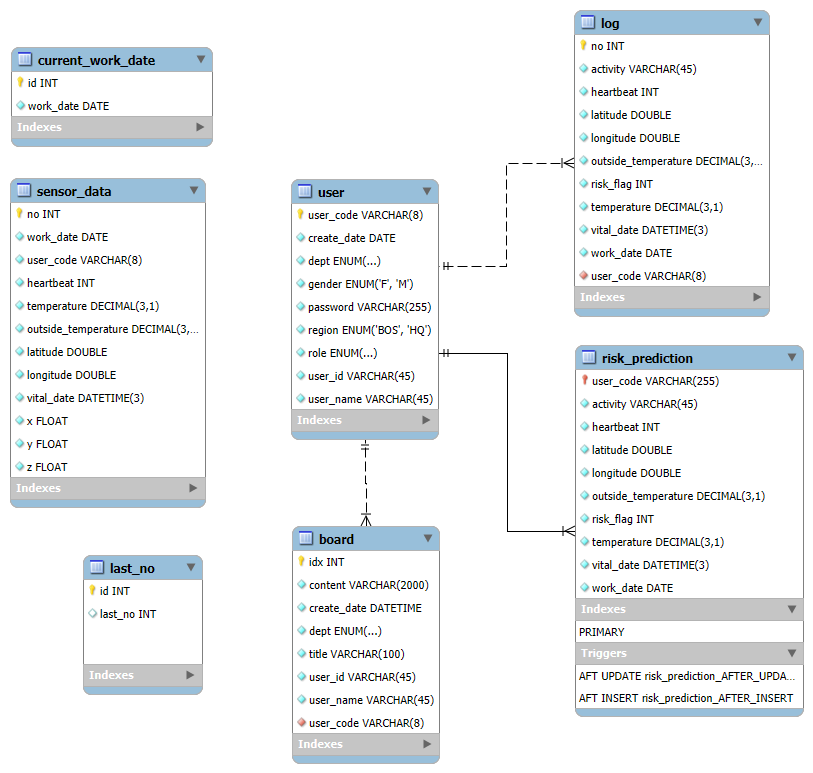 current_work_date
id INT
work_date DATE
Indexes
sensor_data
no INT
work_date DATE
user_code VARCHAR(8)
heartbeat INT
temperature DECIMAL(3,1)
outside_temperature DECIMAL(3,...
latitude DOUBLE
longitude DOUBLE
vital_date DATETIME(3)
x FLOAT
y FLOAT
z FLOAT
Indexes
last_no
id INT
last_no INT
Indexes
user
user_code VARCHAR(8)
create_date DATE
dept ENUM(...)
gender ENUM('F', 'M')
password VARCHAR(255)
region ENUM('BOS', 'HQ')
role ENUM(...)
user_id VARCHAR(45)
user_name VARCHAR(45)
Indexes
board
idx INT
content VARCHAR(2000)
create_date DATETIME
dept ENUM(...)
title VARCHAR(100)
user_id VARCHAR(45)
user_name VARCHAR(45)
user_code VARCHAR(8)
Indexes
log
no INT
activity VARCHAR(45)
heartbeat INT
latitude DOUBLE
longitude DOUBLE
outside_temperature DECIMAL(3,...
risk_flag INT
temperature DECIMAL(3,1)
vital_date DATETIME(3)
work_date DATE
user_code VARCHAR(8)
Indexes
risk_prediction
user_code VARCHAR(255)
activity VARCHAR(45)
heartbeat INT
latitude DOUBLE
longitude DOUBLE
outside_temperature DECIMAL(3,1)
risk_flag INT
temperature DECIMAL(3,1)
vital_date DATETIME(3)
work_date DATE
Indexes
PRIMARY
Triggers
AFT UPDATE risk_prediction_AFTER_UPDA...
AFT INSERT risk_prediction_AFTER_INSERT